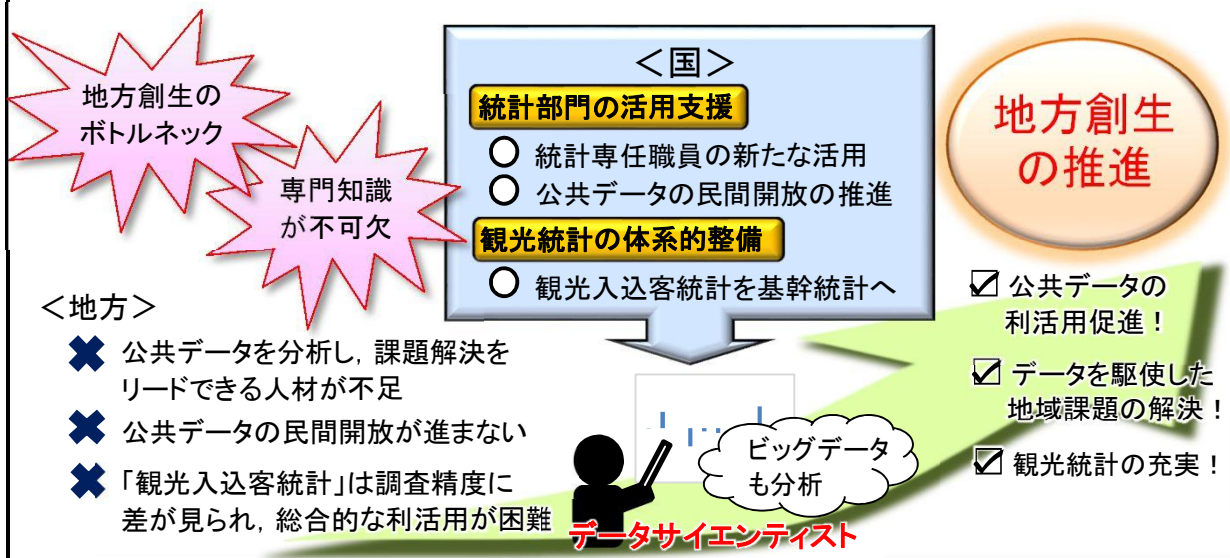 地方創生の
ボトルネック
専門知識
が不可欠
＜国＞
統計部門の活用支援
○ 統計専任職員の新たな活用
○ 公共データの民間開放の推進
観光統計の体系的整備
○ 観光入込客統計を基幹統計へ
地方創生
の推進
＜地方＞
✖ 公共データを分析し，課題解決を
リードできる人材が不足
✖ 公共データの民間開放が進まない
✖ 「観光入込客統計」は調査精度に
差が見られ，総合的な利活用が困難
ビッグデータ
も分析
データサイエンティスト
☑ 公共データの
利活用促進！
☑ データを駆使した
地域課題の解決！
☑ 観光統計の充実！